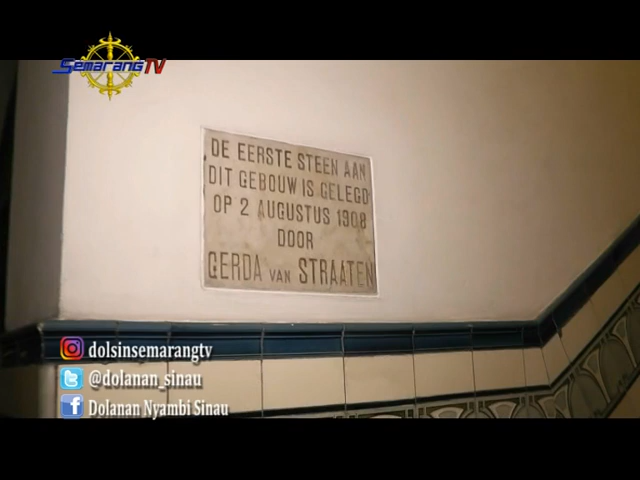 SemarangTV
DE EERSTE STEEN AAN
DIT GEBOUW IS GELEGD
OP 2 AUGUSTUS 1908
DOOR
GERDA VAN STRAATEN
dolsinsemarangtv
@dolanan_sinau
Dolanan Nyambi Sinau